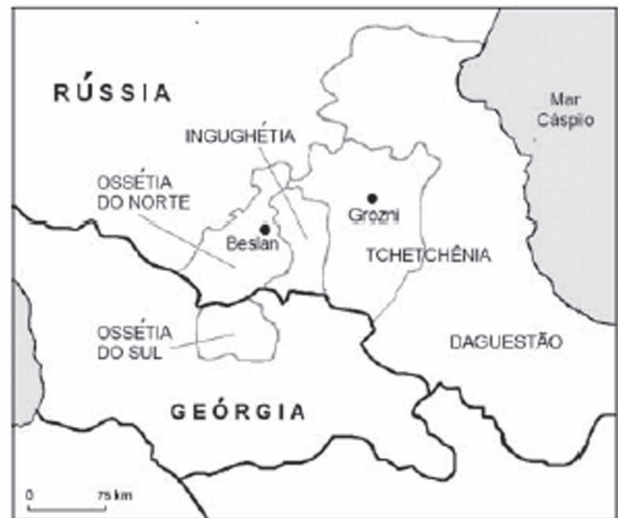 RÚSSIA
Mar
Cáspio
INGUGHÉTIA
OSSÉTIA
DO NORTE
Grozni
Beslan
TCHETCHÊNIA
OSSÉTIA
DO SUL
DAGUESTÃO
GEÓRGIA
0 75 km